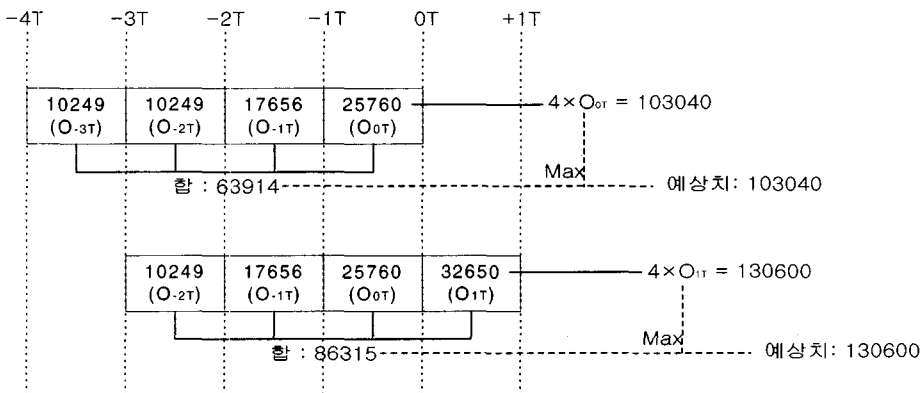 -4T -3T -2T -1T 0T +1T
10249 10249 17656 25760 4×O0T = 103040
(O-3T) (O-2T) (O-1T) (O0T)
Max
합 : 63914 예상치: 103040
10249 17656 25760 32650 4×O1T = 130600
(O-2T) (O-1T) (O0T) (O1T)
Max
합 : 86315 예상치: 130600